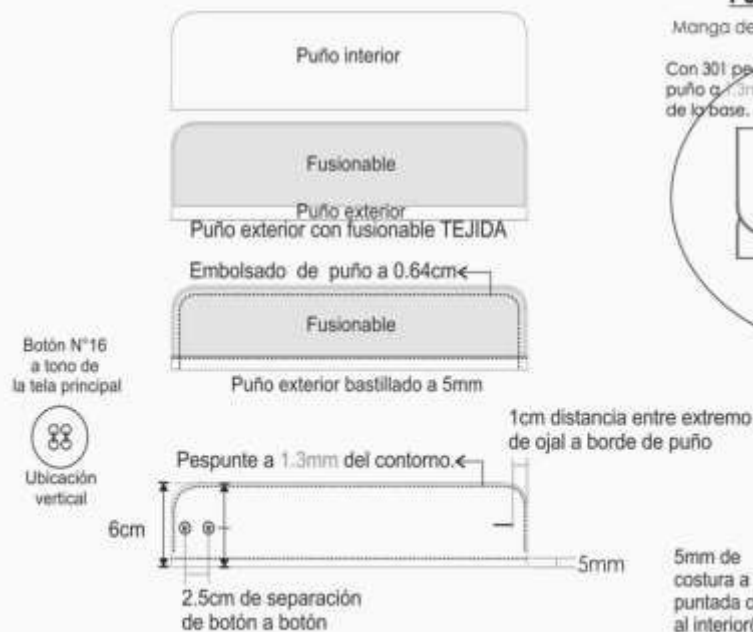 Puño interior
Fusionable
Puño exterior
Puño exterior con fusionable TEJIDA
Embolsado de puño a 0.64cm
Fusionable
Puño exterior bastillado a 5mm
Botón N°16
a tono de
la tela principal
Ubicación
vertical
1cm distancia entre extremo
de ojal a borde de puño
Pespunte a 1.3mm del contorno.
6cm
5mm
2.5cm de separación
de botón a botón
Manga de
Con 301
puño a 1.3m
de la base.
5mm de
costura a
puntada
al interior